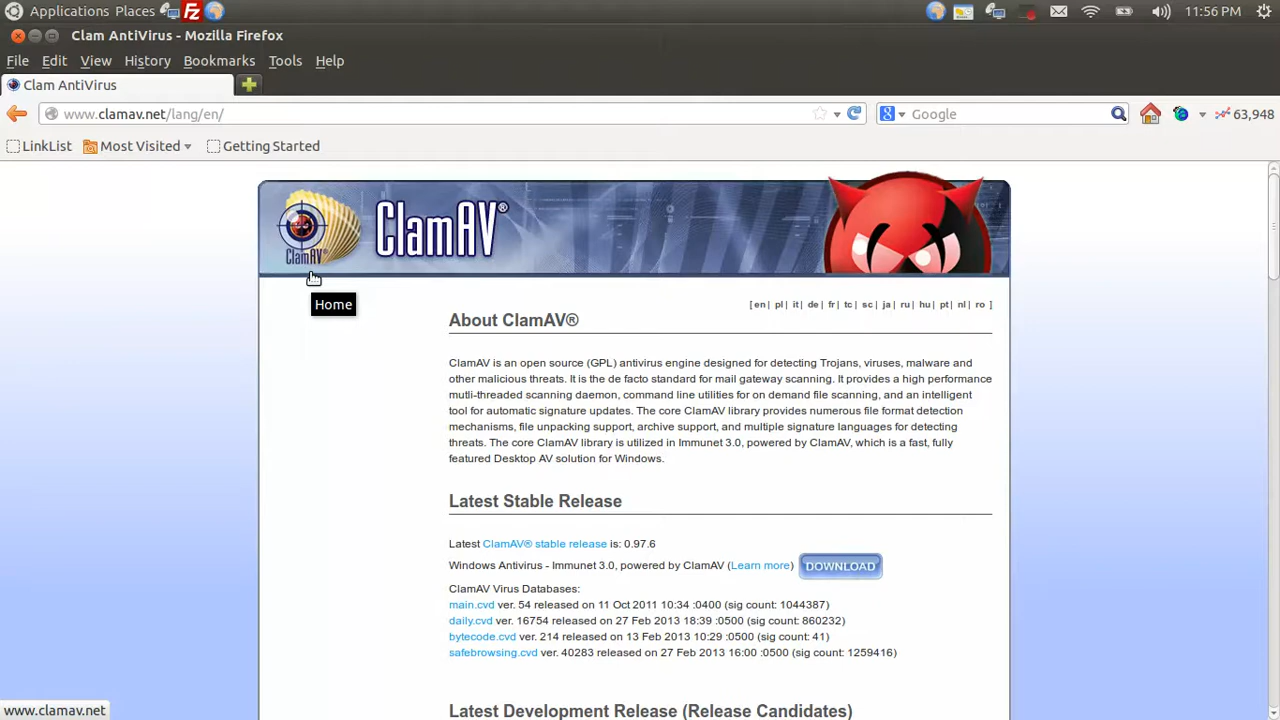 Applications Places 11:56 PM
Clam AntiVirus - Mozilla Firefox
File Edit View History Bookmarks Tools Help
Clam AntiVirus
www.clamav.net/lang/en/ Google 63,948
LinkList Most Visited Getting Started
ClamAV ClamAV®
Home
[ en | pl | it | de | fr | tc | sc | ja | ru | hu | pt | nl | ro ]
About ClamAV®
ClamAV is an open source (GPL) antivirus engine designed for detecting Trojans, viruses, malware and
other malicious threats. It is the de facto standard for mail gateway scanning. It provides a high performance
mutli-threaded scanning daemon, command line utilities for on demand file scanning, and an intelligent
tool for automatic signature updates. The core ClamAV library provides numerous file format detection
mechanisms, file unpacking support, archive support, and multiple signature languages for detecting
threats. The core ClamAV library is utilized in Immunet 3.0, powered by ClamAV, which is a fast, fully
featured Desktop AV solution for Windows.
Latest Stable Release
Latest ClamAV® stable release is: 0.97.6
Windows Antivirus - Immunet 3.0, powered by ClamAV (Learn more) DOWNLOAD
ClamAV Virus Databases:
main.cvd ver. 54 released on 11 Oct 2011 10:34 :0400 (sig count: 1044387)
daily.cvd ver. 16754 released on 27 Feb 2013 18:39 :0500 (sig count: 860232)
bytecode.cvd ver. 214 released on 13 Feb 2013 10:29 :0500 (sig count: 41)
safebrowsing.cvd ver. 40283 released on 27 Feb 2013 16:00 :0500 (sig count: 1259416)
Latest Development Release (Release Candidates)
www.clamav.net